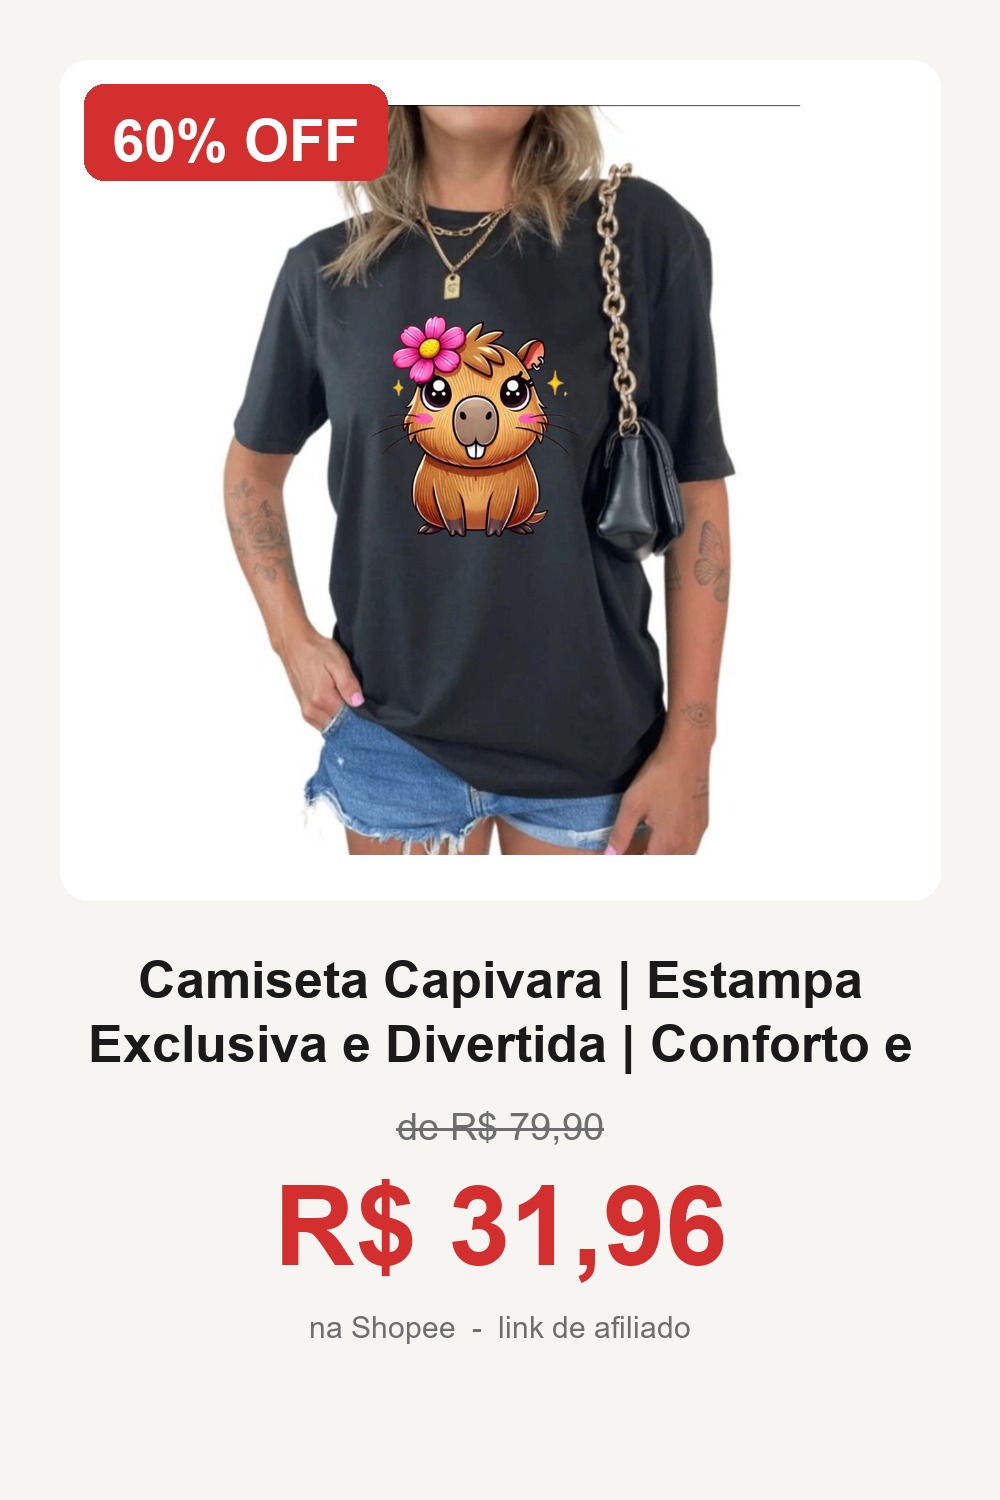 60% OFF
Camiseta Capivara | Estampa
Exclusiva e Divertida | Conforto e
de R$ 79,90
R$ 31,96
na Shopee - link de afiliado